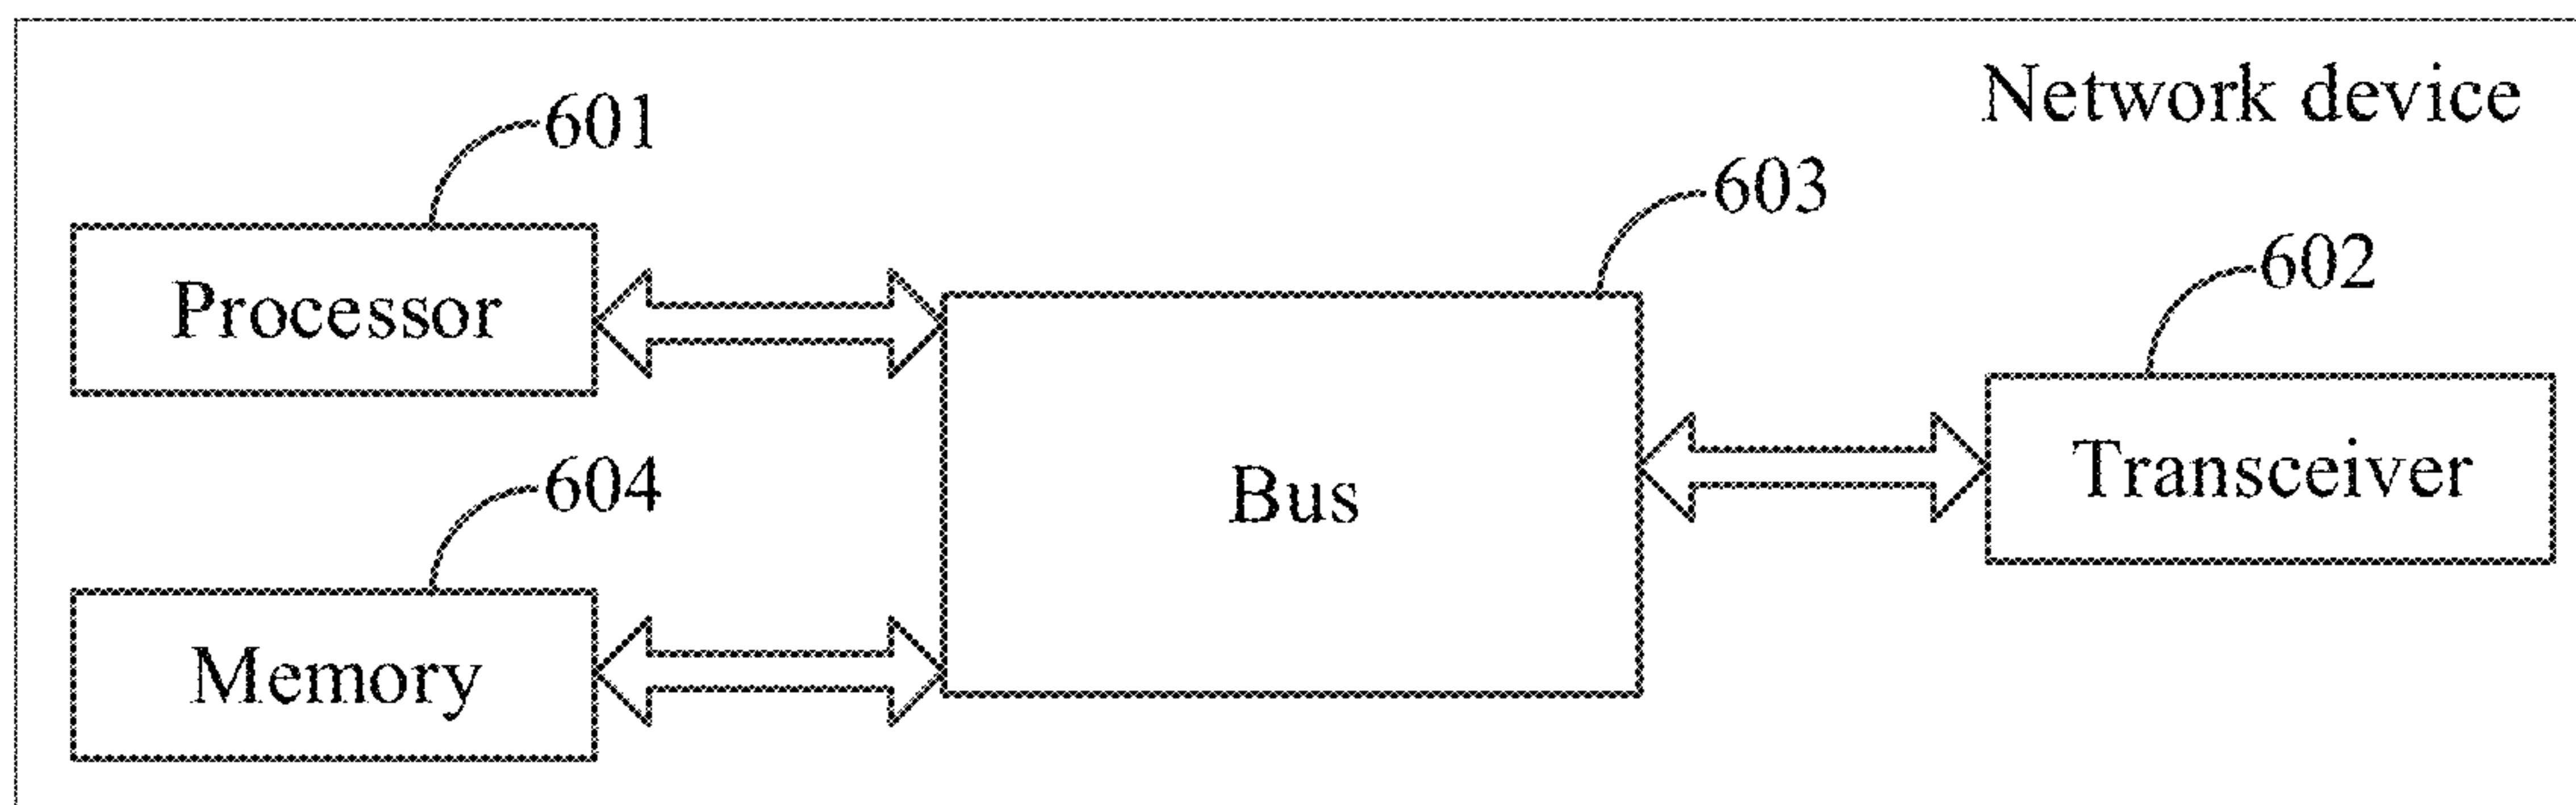 Network device
601
603
602
Processor
Bus
Transceiver
604
Memory